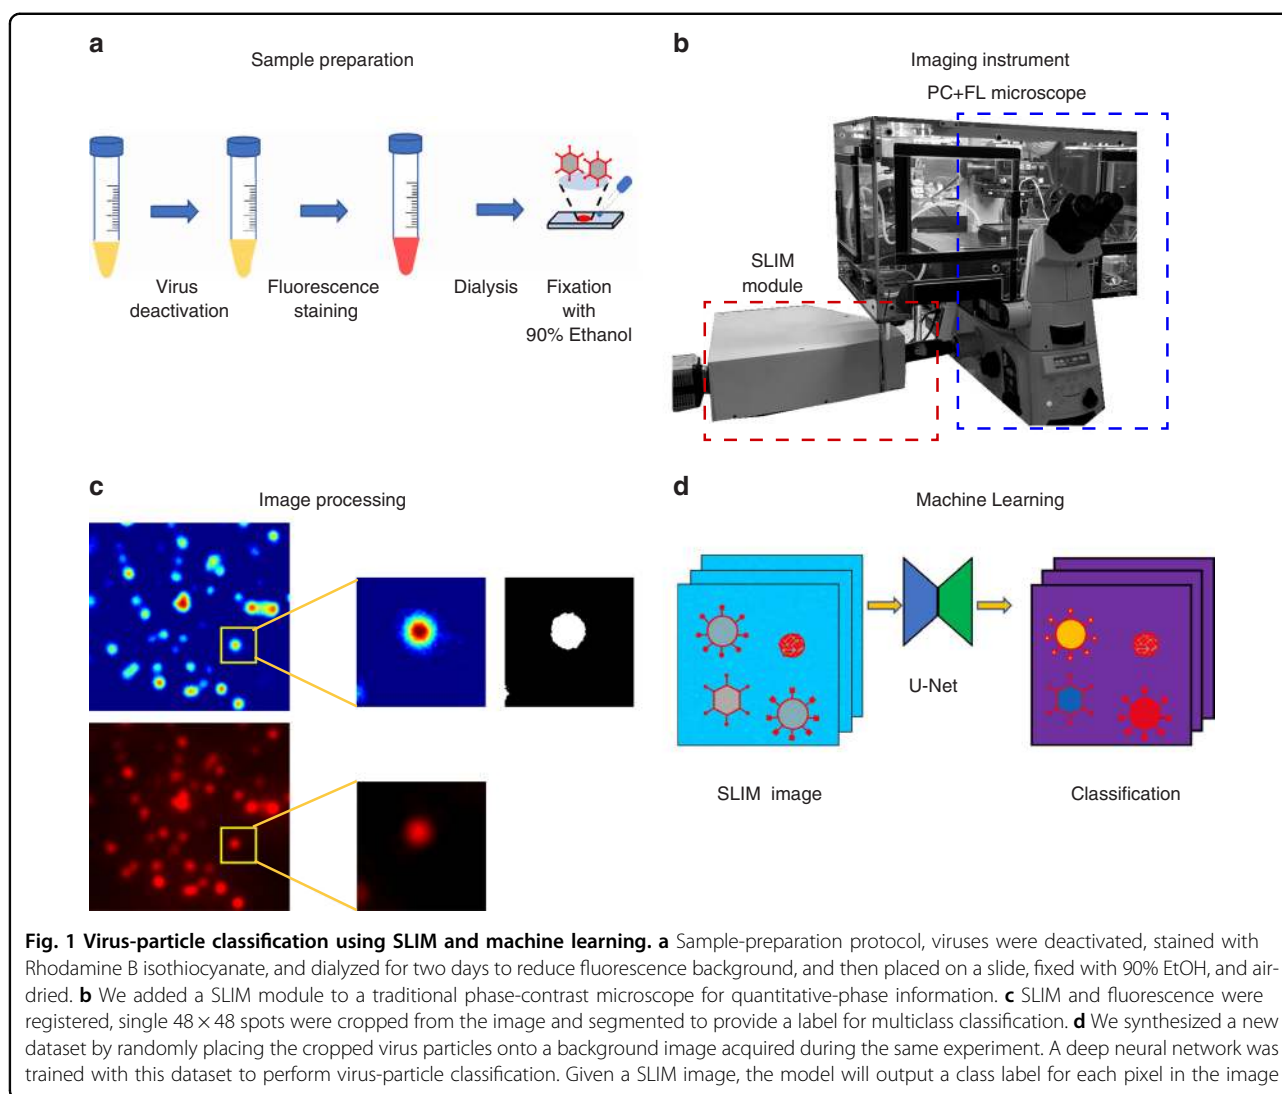 a
Sample preparation
Virus
deactivation
Fluorescence
staining
Dialysis
Fixation
with
90% Ethanol
b
Imaging instrument
PC+FL microscope
SLIM
module
c
Image processing
d
Machine Learning
U-Net
SLIM image
Classification
Fig. 1 Virus-particle classification using SLIM and machine learning. a Sample-preparation protocol, viruses were deactivated, stained with
Rhodamine B isothiocyanate, and dialyzed for two days to reduce fluorescence background, and then placed on a slide, fixed with 90% EtOH, and air-
dried. b We added a SLIM module to a traditional phase-contrast microscope for quantitative-phase information. c SLIM and fluorescence were
registered, single 48 × 48 spots were cropped from the image and segmented to provide a label for multiclass classification. d We synthesized a new
dataset by randomly placing the cropped virus particles onto a background image acquired during the same experiment. A deep neural network was
trained with this dataset to perform virus-particle classification. Given a SLIM image, the model will output a class label for each pixel in the image